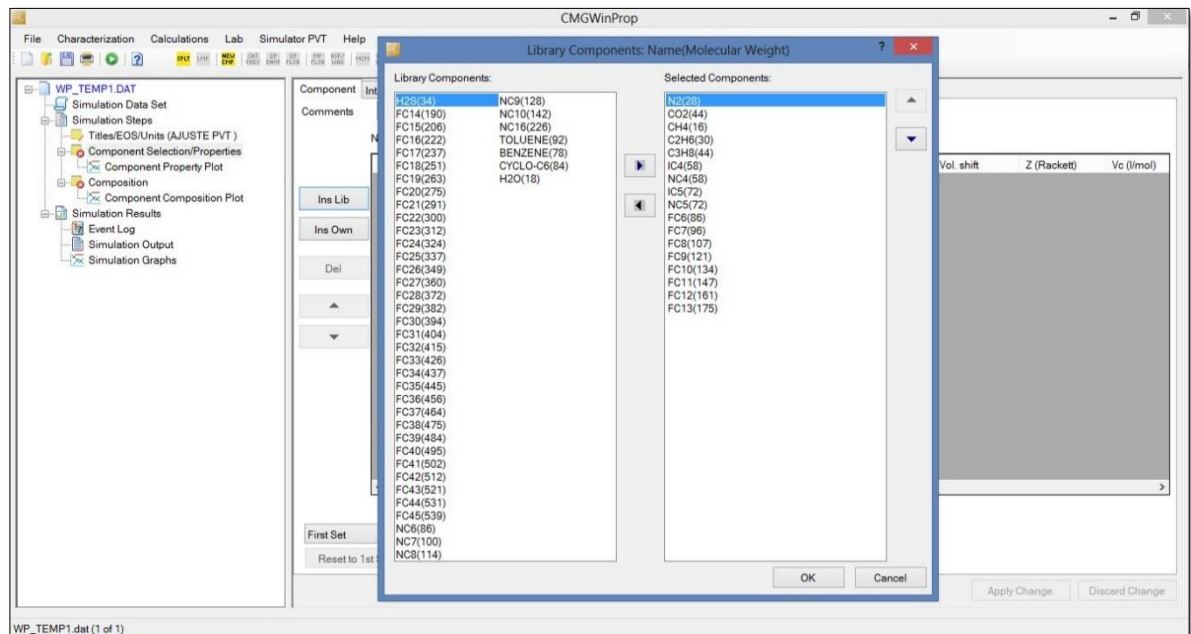 CMGWinProp
File Characterization Calculations Lab Simulator PVT Help
WP_TEMP1.DAT
Simulation Data Set
Simulation Steps
Titles/EOS/Units (AJUSTE PVT )
Component Selection/Properties
Component Property Plot
Composition
Component Composition Plot
Simulation Results
Event Log
Simulation Output
Simulation Graphs
Component Int
Comments
N
Ins Lib
Ins Own
Del
First Set
Reset to 1st
Library Components: Name(Molecular Weight) ? ×
Library Components:
H2S(34)
FC14(190)
FC15(206)
FC16(222)
FC17(237)
FC18(251)
FC19(263)
FC20(275)
FC21(291)
FC22(300)
FC23(312)
FC24(324)
FC25(337)
FC26(349)
FC27(360)
FC28(372)
FC29(382)
FC30(394)
FC31(404)
FC32(415)
FC33(426)
FC34(437)
FC35(445)
FC36(456)
FC37(464)
FC38(475)
FC39(484)
FC40(495)
FC41(502)
FC42(512)
FC43(521)
FC44(531)
FC45(539)
NC6(86)
NC7(100)
NC8(114)
NC9(128)
NC10(142)
NC16(226)
TOLUENE(92)
BENZENE(78)
CYCLO-C6(84)
H2O(18)
Selected Components:
N2(28)
CO2(44)
CH4(16)
C2H6(30)
C3H8(44)
IC4(58)
NC4(58)
IC5(72)
NC5(72)
FC6(86)
FC7(96)
FC8(107)
FC9(121)
FC10(134)
FC11(147)
FC12(161)
FC13(175)
OK Cancel
Vol. shift Z (Rackett) Vc (l/mol)
Apply Change Discard Change
WP_TEMP1.dat (1 of 1)